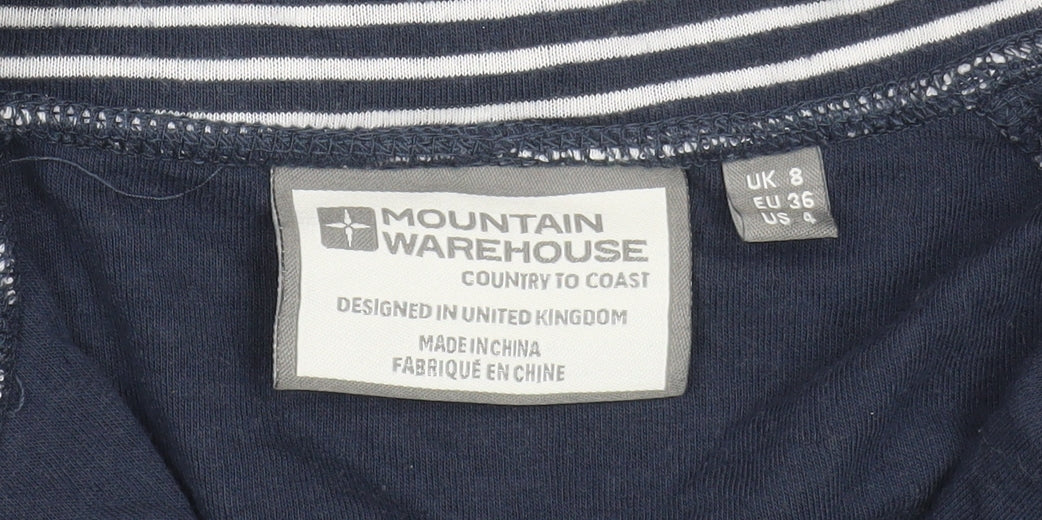 MOUNTAIN
WAREHOUSE
COUNTRY TO COAST
DESIGNED IN UNITED KINGDOM
MADE IN CHINA
FABRIQUÉ EN CHINE
UK 8
EU 36
US 4